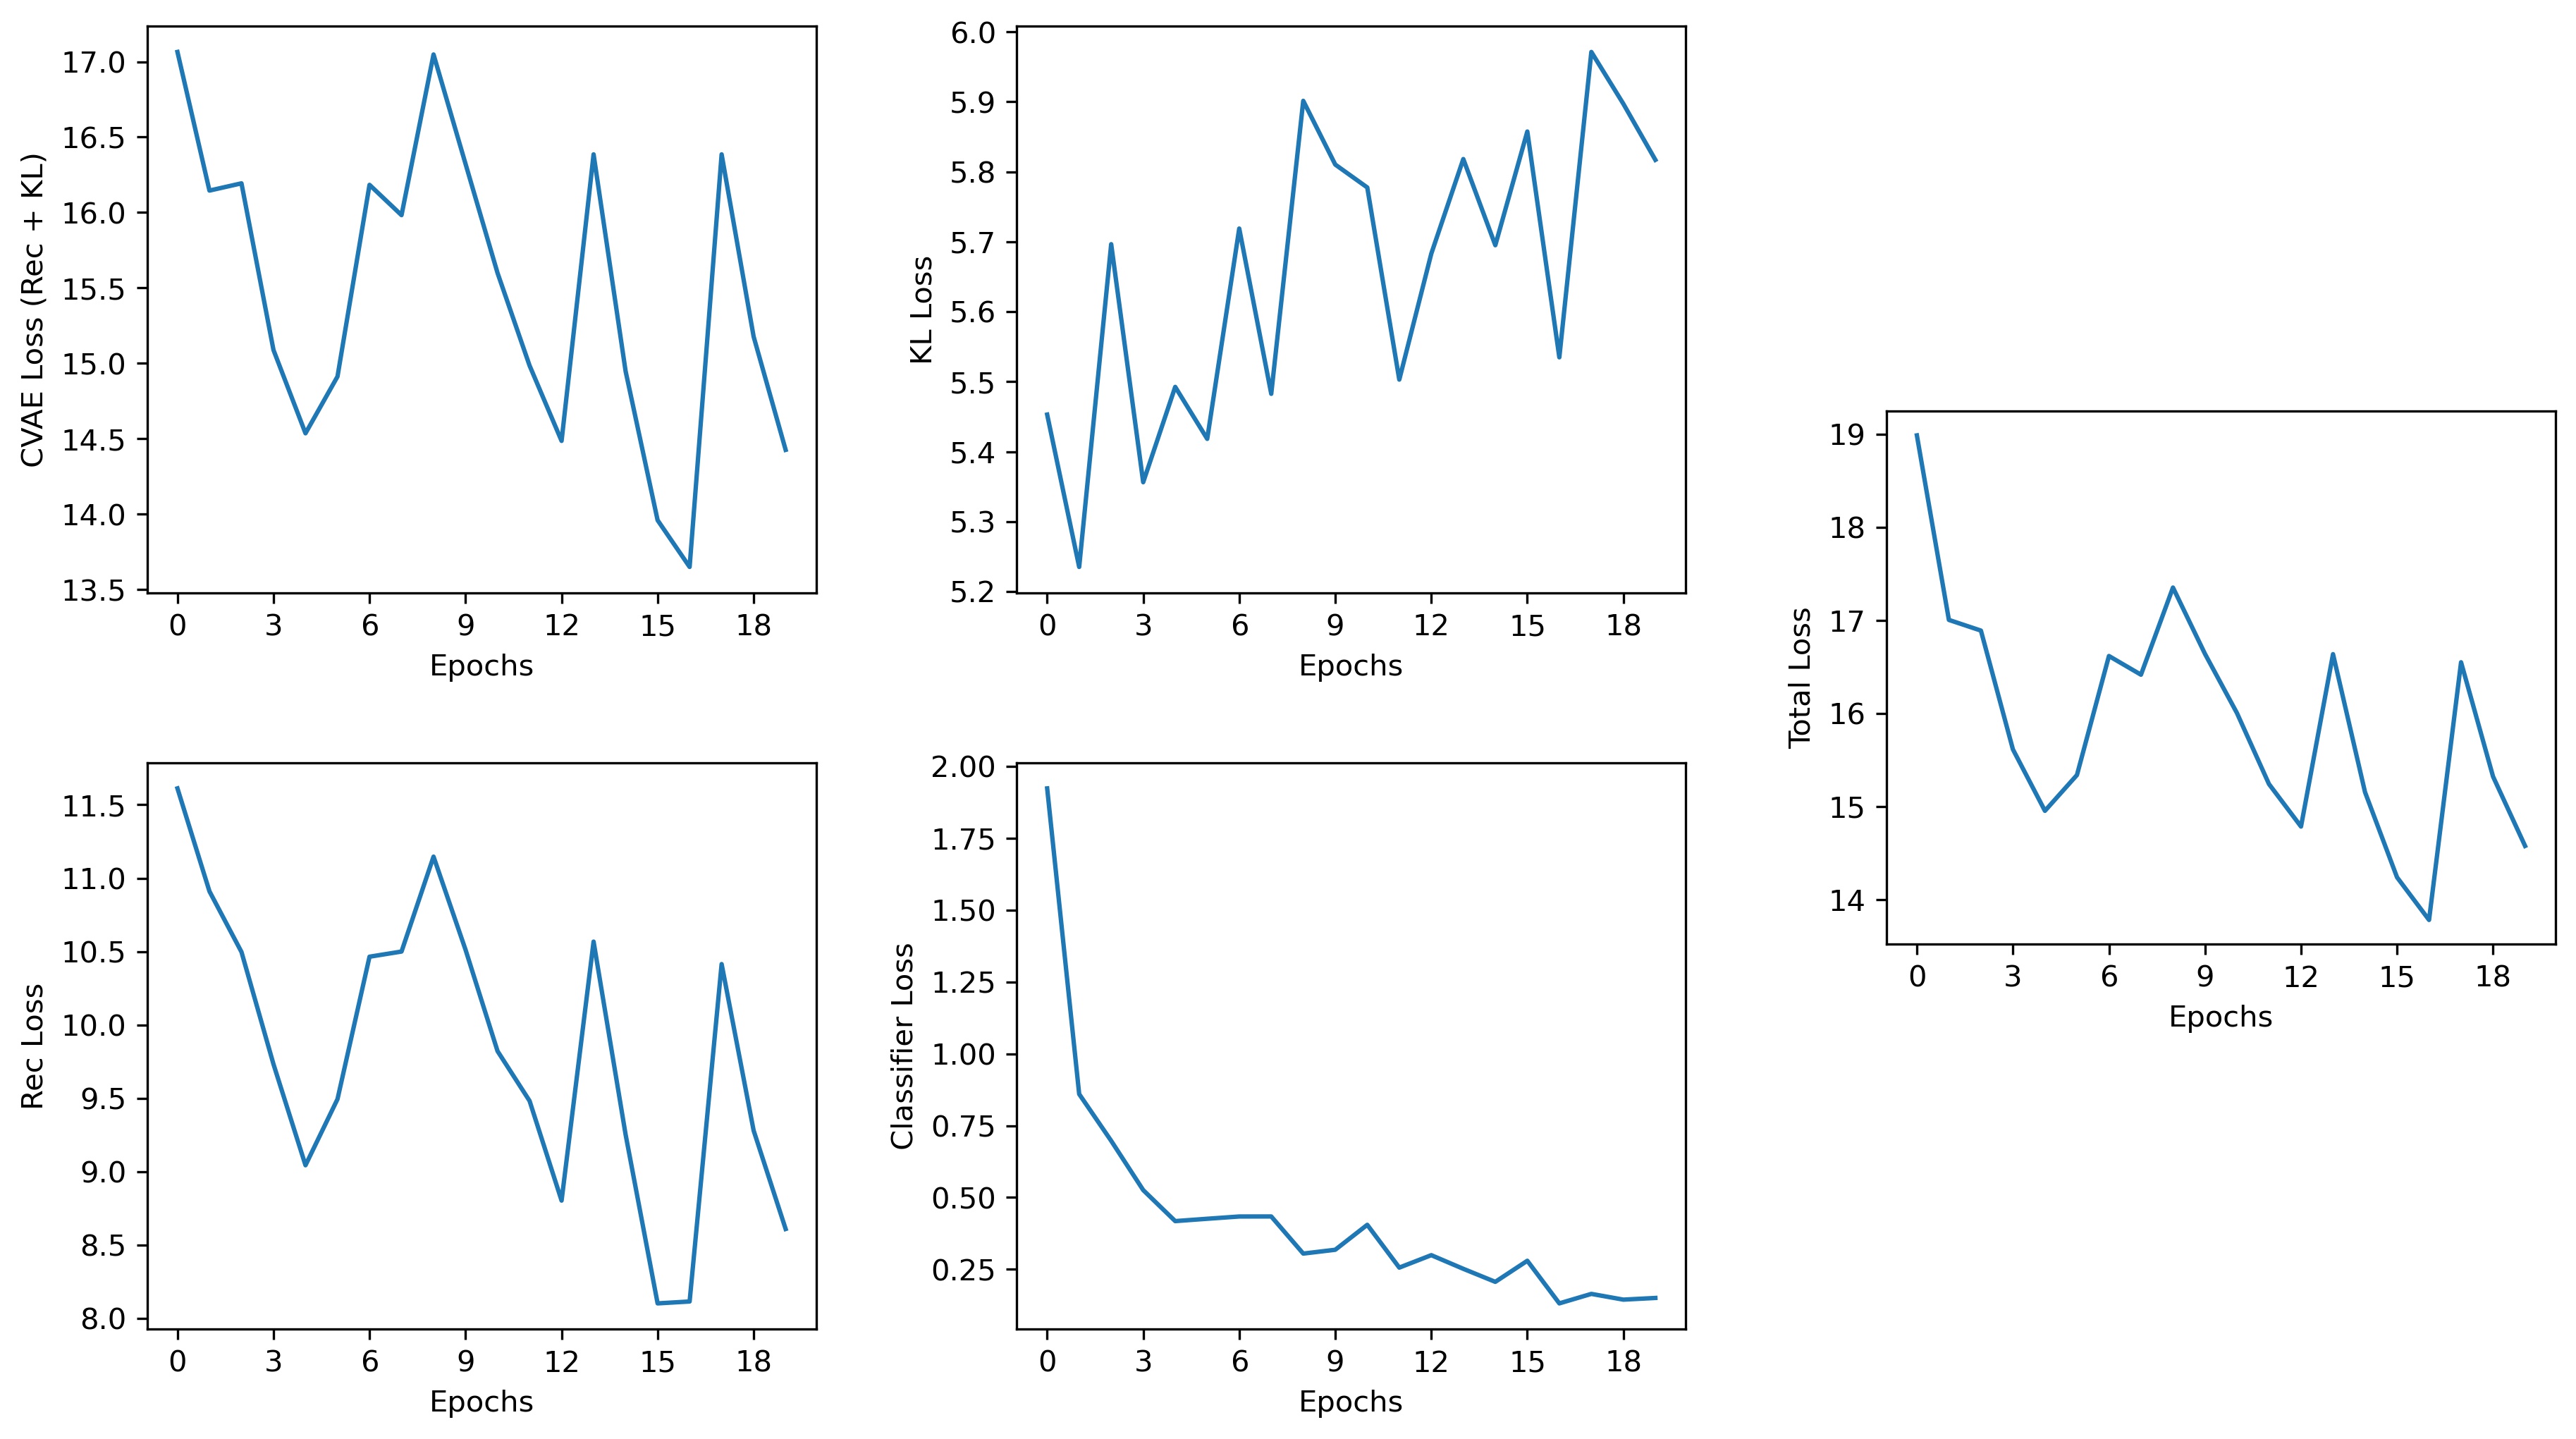 CVAE Loss (Rec + KL)
17.0
16.5
16.0
15.5
15.0
14.5
14.0
13.5
0 3 6 9 12 15 18
Epochs
KL Loss
6.0
5.9
5.8
5.7
5.6
5.5
5.4
5.3
5.2
0 3 6 9 12 15 18
Epochs
Rec Loss
11.5
11.0
10.5
10.0
9.5
9.0
8.5
8.0
0 3 6 9 12 15 18
Epochs
Classifier Loss
2.00
1.75
1.50
1.25
1.00
0.75
0.50
0.25
0 3 6 9 12 15 18
Epochs
Total Loss
19
18
17
16
15
14
0 3 6 9 12 15 18
Epochs